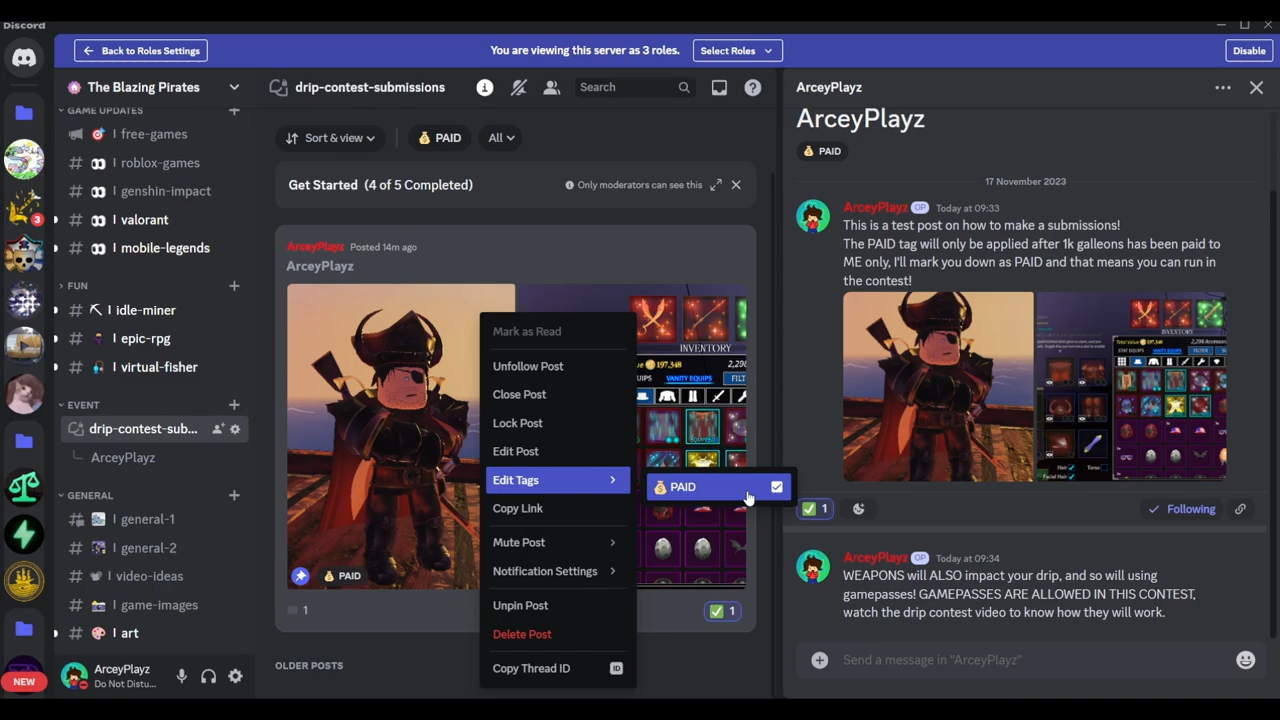 Discord
← Back to Roles Settings
You are viewing this server as 3 roles.
Select Roles
Disable
The Blazing Pirates
GAME UPDATES
I free-games
I roblox-games
I genshin-impact
3
I valorant
I mobile-legends
FUN
I idle-miner
I epic-rpg
I virtual-fisher
EVENT
drip-contest-sub...
ArceyPlayz
GENERAL
I general-1
I general-2
I video-ideas
I game-images
I art
NEW
ArceyPlayz
Do Not Distu...
drip-contest-submissions
Search
Sort & view
PAID
All
Get Started (4 of 5 Completed)
Only moderators can see this
ArceyPlayz Posted 14m ago
ArceyPlayz
INVENTORY
197,348
VANITY EQUIPS
PAID
1
1
OLDER POSTS
Mark as Read
Unfollow Post
Close Post
Lock Post
Edit Post
Edit Tags
Copy Link
Mute Post
Notification Settings
Unpin Post
Delete Post
Copy Thread ID
ID
PAID
ArceyPlayz
ArceyPlayz
PAID
17 November 2023
ArceyPlayz OP Today at 09:33
This is a test post on how to make a submissions!
The PAID tag will only be applied after 1k galleons has been paid to
ME only, I'll mark you down as PAID and that means you can run in
the contest!
INVENTORY
197,348
VANITY EQUIPS
1
Following
ArceyPlayz OP Today at 09:34
WEAPONS will ALSO impact your drip, and so will using
gamepasses! GAMEPASSES ARE ALLOWED IN THIS CONTEST,
watch the drip contest video to know how they will work.
Send a message in "ArceyPlayz"